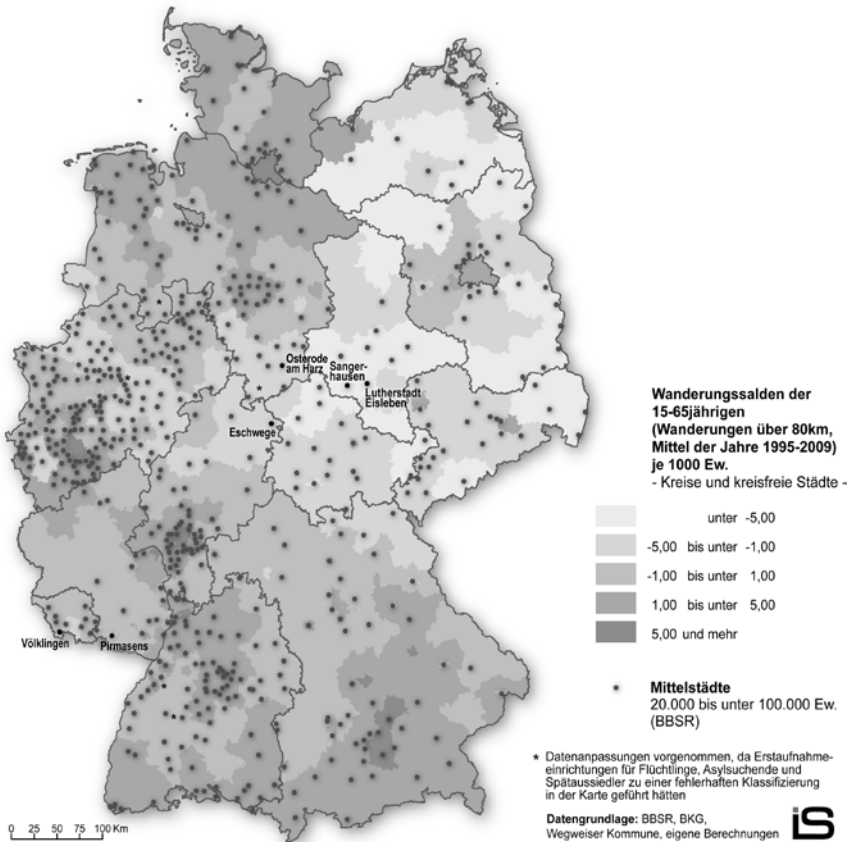 Osterode
am Harz
Sanger-
hausen
Lutherstadt
Eisleben
Eschwege
Völklingen
Pirmasens
Wanderungssalden der
15-65jährigen
(Wanderungen über 80km,
Mittel der Jahre 1995-2009)
je 1000 Ew.
- Kreise und kreisfreie Städte -
unter -5,00
-5,00 bis unter -1,00
-1,00 bis unter 1,00
1,00 bis unter 5,00
5,00 und mehr
Mittelstädte
20.000 bis unter 100.000 Ew.
(BBSR)
* Datenanpassungen vorgenommen, da Erstaufnahme-
einrichtungen für Flüchtlinge, Asylsuchende und
Spätaussiedler zu einer fehlerhaften Klassifizierung
in der Karte geführt hätten
Datengrundlage: BBSR, BKG,
Wegweiser Kommune, eigene Berechnungen
is
0 25 50 75 100 Km